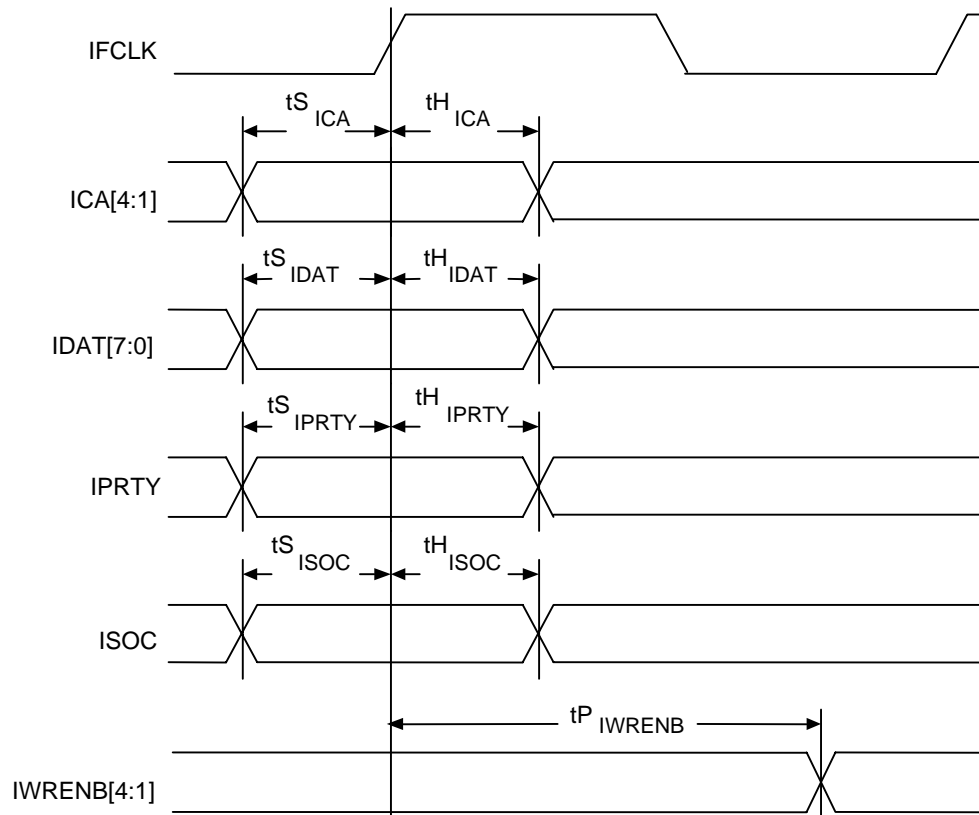 IFCLK
tS ICA tH ICA
ICA[4:1]
tS IDAT tH IDAT
IDAT[7:0]
tS IPRTY tH IPRTY
IPRTY
tS ISOC tH ISOC
ISOC
tP IWRENB
IWRENB[4:1]